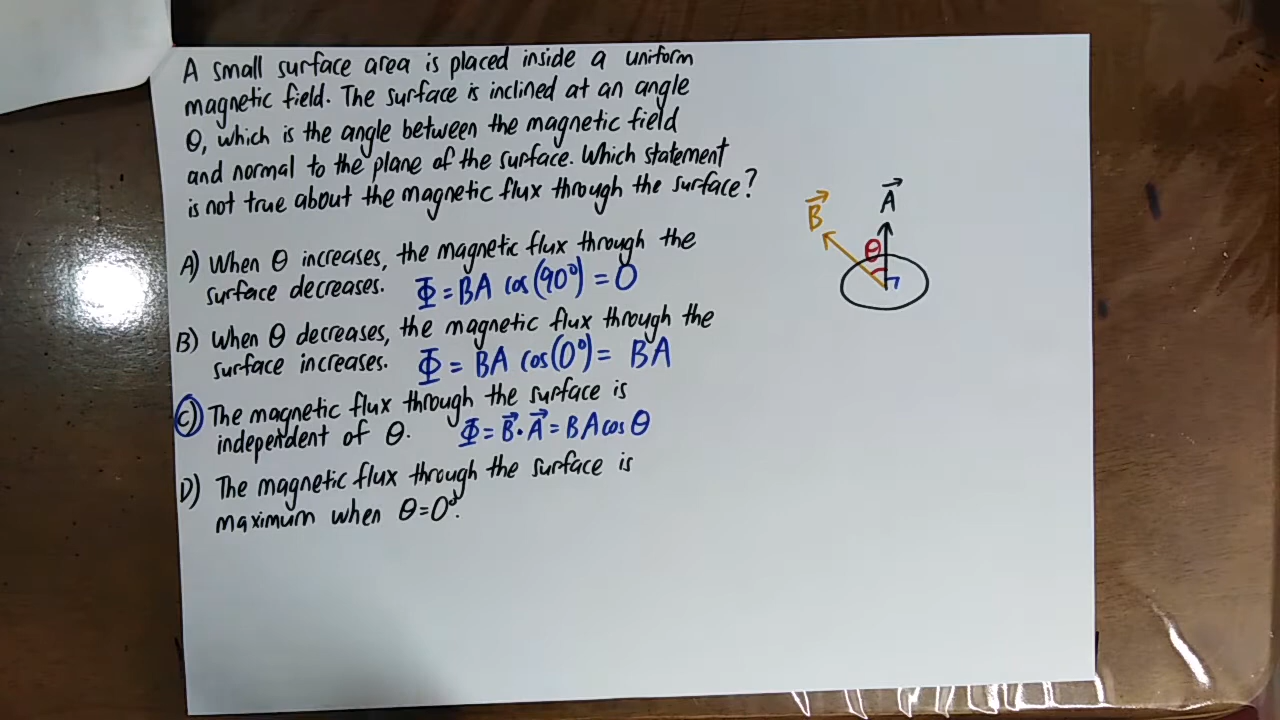 A small surface area is placed inside a uniform
magnetic field. The surface is inclined at an angle
θ, which is the angle between the magnetic field
and normal to the plane of the surface. Which statement
is not true about the magnetic flux through the surface?
A) When θ increases, the magnetic flux through the
surface decreases. Φ = BA cos(90°) = 0
B) When θ decreases, the magnetic flux through the
surface increases. Φ = BA cos(0°) = BA
C) The magnetic flux through the surface is
independent of θ. Φ = B⃗ • A⃗ = BA cos θ
D) The magnetic flux through the surface is
maximum when θ=0°.
B⃗
A⃗
θ